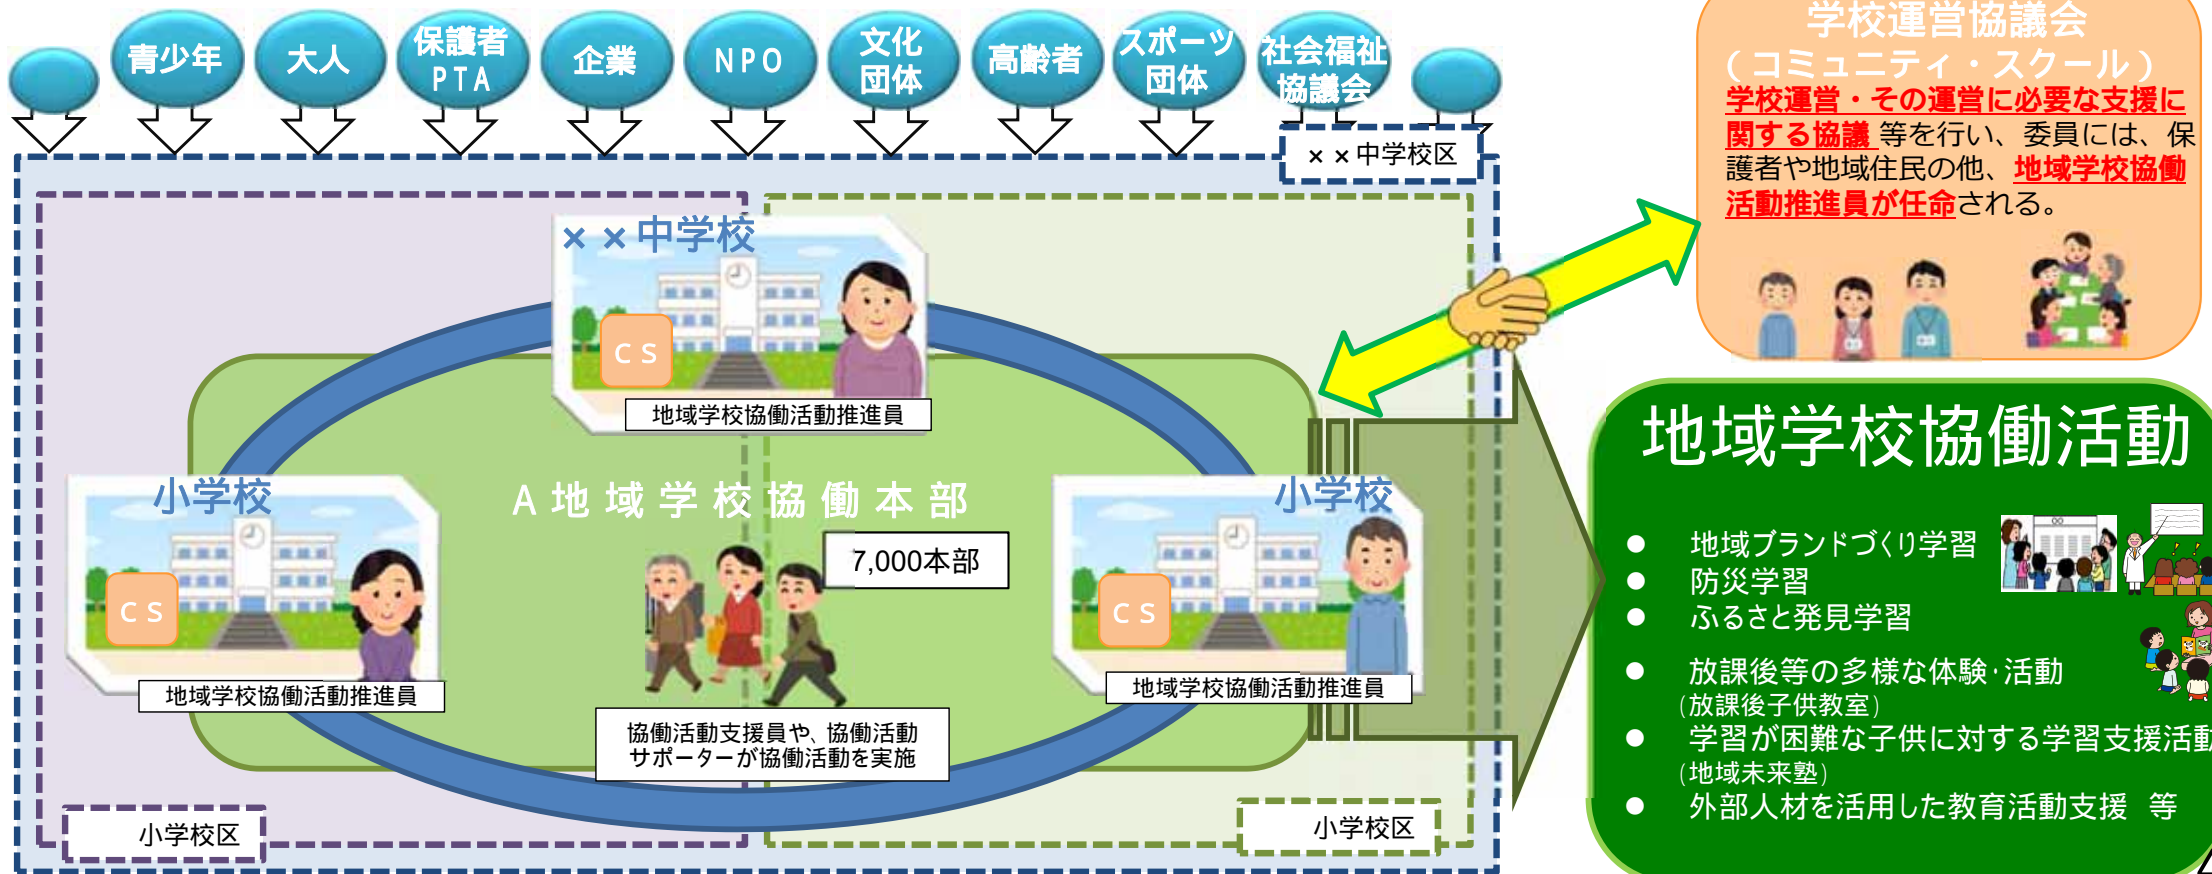 青少年
大人
保護者
PTA
企業
NPO
文化
団体
高齢者
スポーツ
団体
社会福祉
協議会
××中学校区
学校運営協議会
(コミュニティ・スクール)
学校運営・その運営に必要な支援に
関する協議 等を行い、委員には、保
護者や地域住民の他、地域学校協働
活動推進員が任命される。
××中学校
CS
地域学校協働活動推進員
小学校
CS
地域学校協働活動推進員
A地域学校協働本部
7,000本部
協働活動支援員や、協働活動
サポーターが協働活動を実施
小学校
CS
地域学校協働活動推進員
小学校区
小学校区
地域学校協働活動
● 地域ブランドづくり学習
● 防災学習
● ふるさと発見学習
● 放課後等の多様な体験・活動
(放課後子供教室)
● 学習が困難な子供に対する学習支援活動
(地域未来塾)
● 外部人材を活用した教育活動支援 等